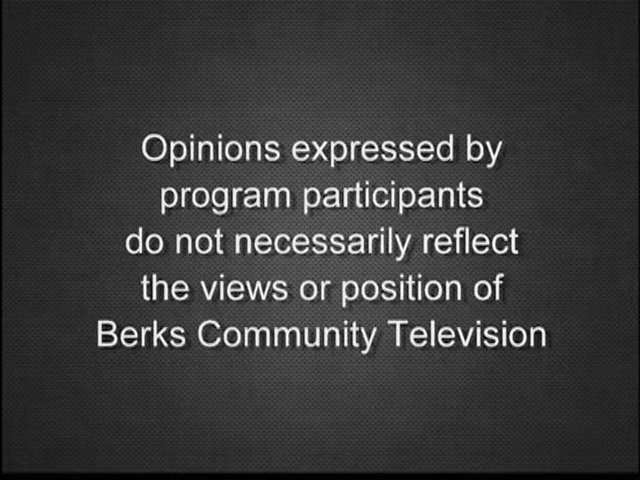 Opinions expressed by
program participants
do not necessarily reflect
the views or position of
Berks Community Television